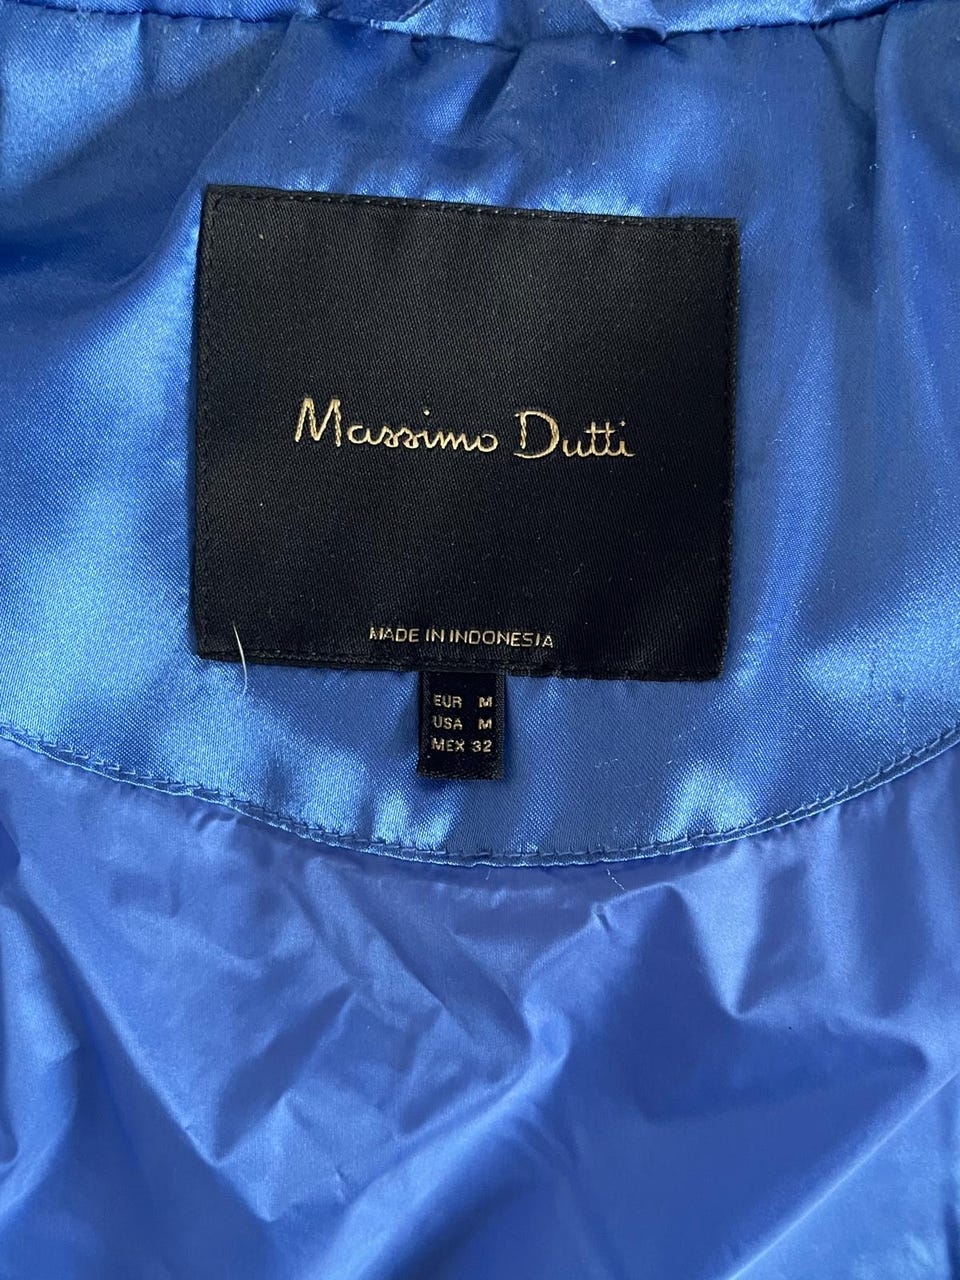 Massimo Dutti
MADE IN INDONESIA
EUR M
USA M
MEX 32